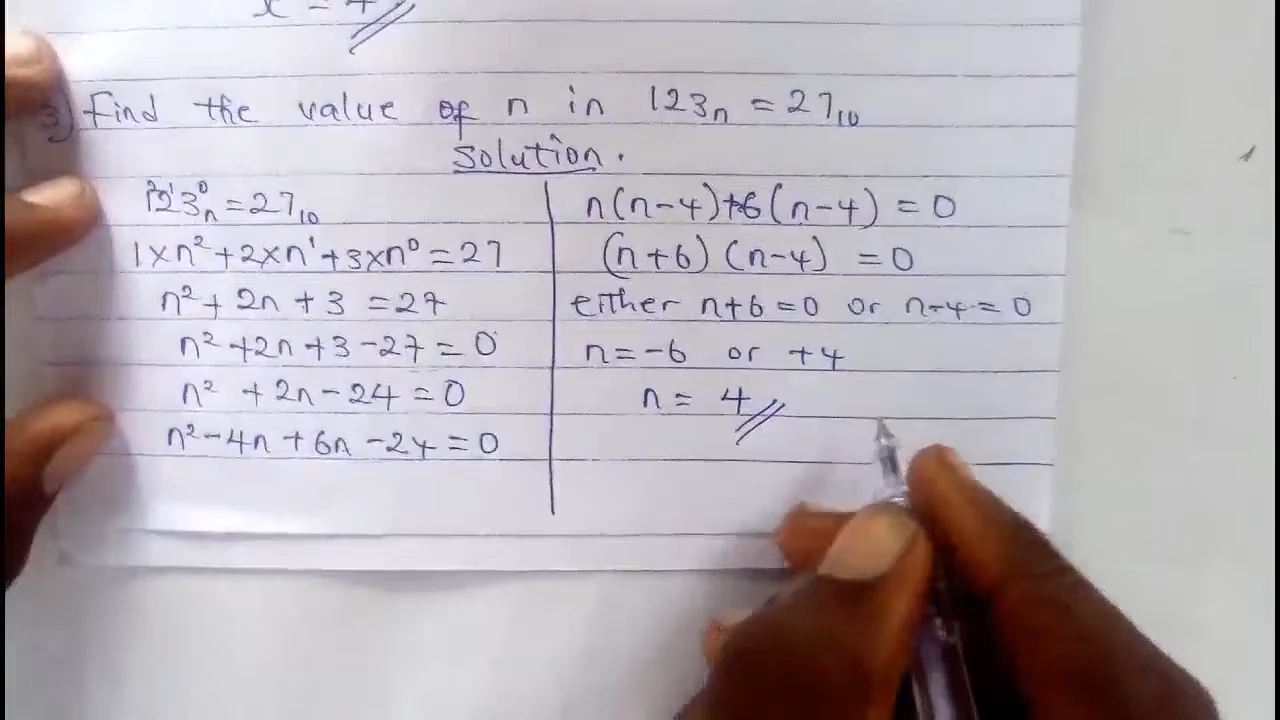 x = 4
3) Find the value of n in 123ₙ = 27₁₀
Solution.
1²2¹3⁰ₙ = 27₁₀
1×n² + 2×n¹ + 3×n⁰ = 27
n² + 2n + 3 = 27
n² + 2n + 3 - 27 = 0
n² + 2n - 24 = 0
n² - 4n + 6n - 24 = 0
n(n-4) + 6(n-4) = 0
(n+6) (n-4) = 0
either n+6 = 0 or n-4 = 0
n = -6 or +4
n = 4